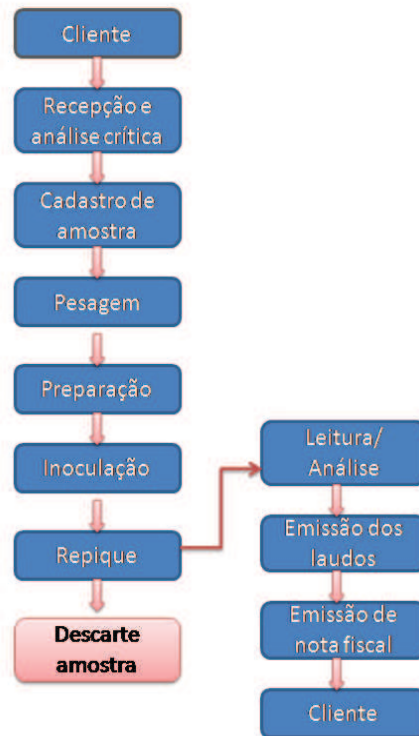 Cliente
Recepção e
análise crítica
Cadastro de
amostra
Pesagem
Preparação
Inoculação
Repique
Descarte
amostra
Leitura/
Análise
Emissão dos
laudos
Emissão de
nota fiscal
Cliente